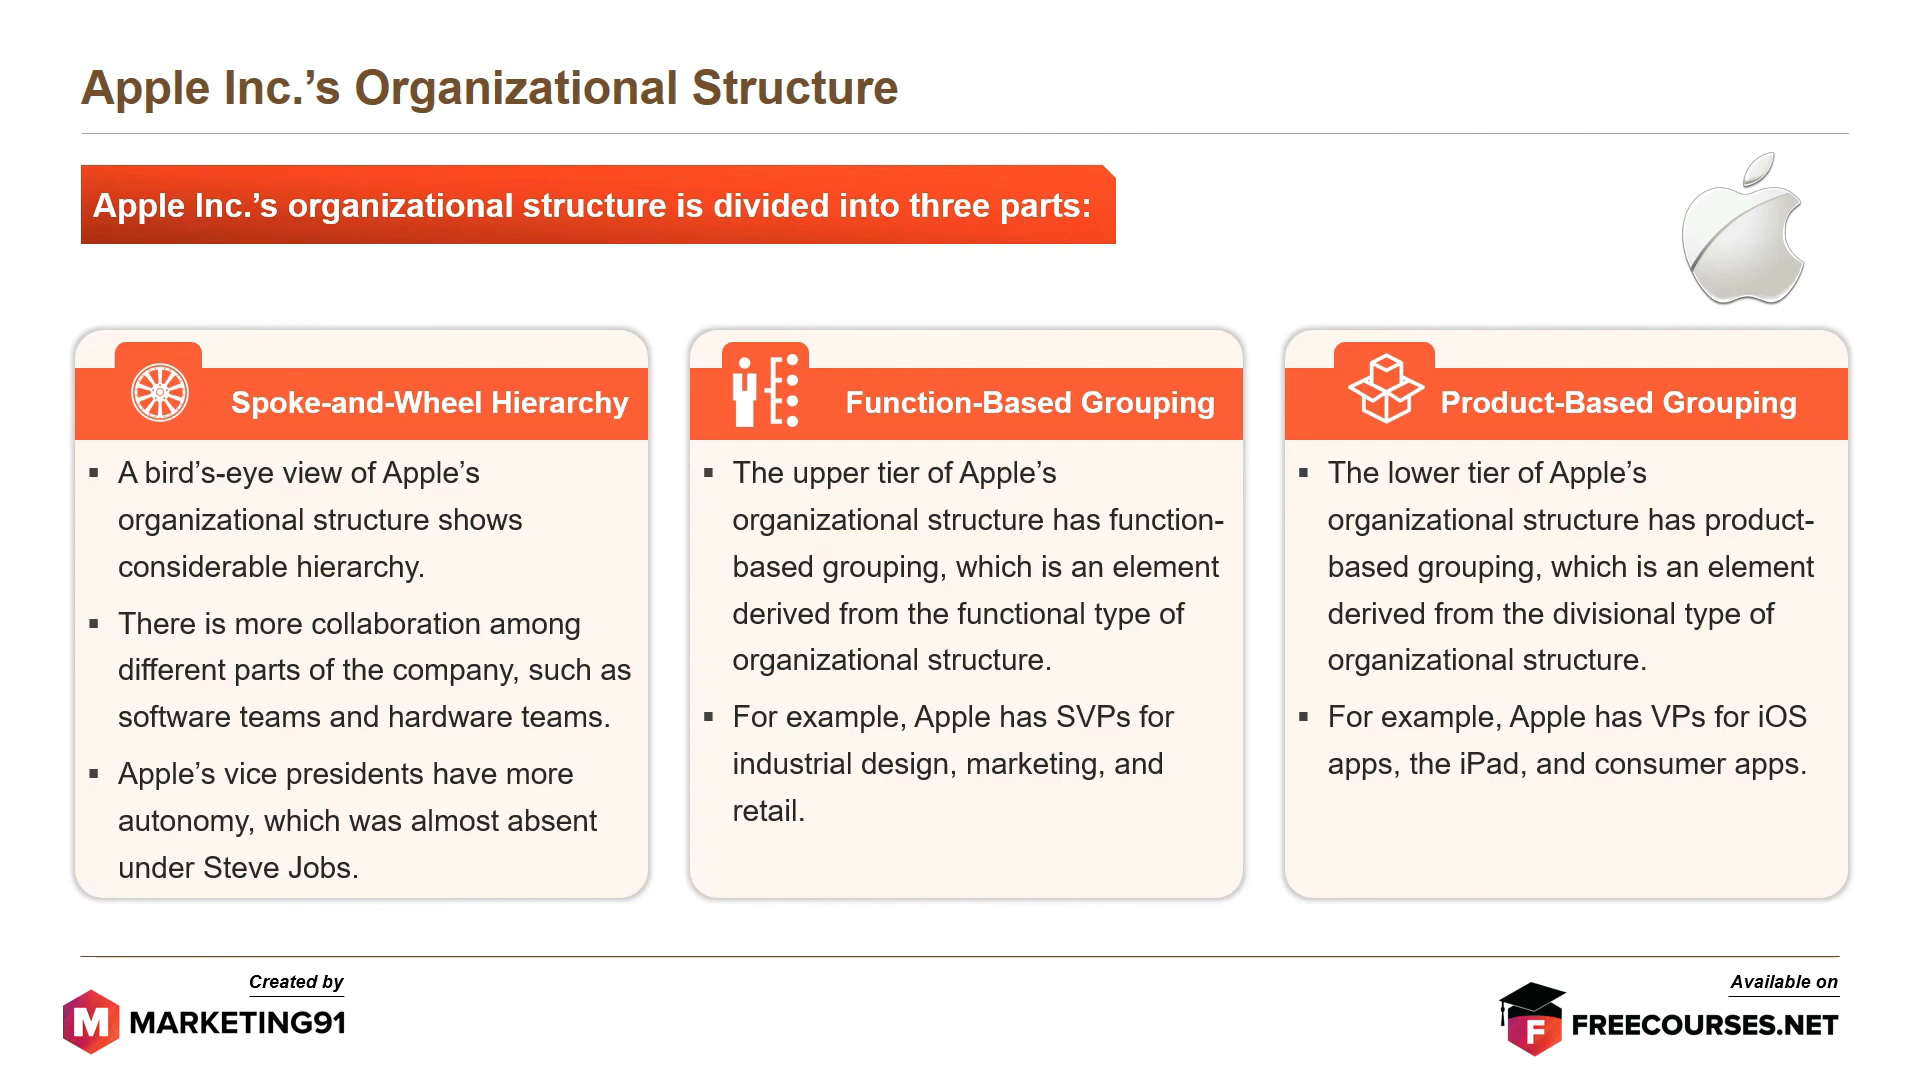 Apple Inc.’s Organizational Structure
Apple Inc.’s organizational structure is divided into three parts:
Spoke-and-Wheel Hierarchy
▪ A bird’s-eye view of Apple’s
organizational structure shows
considerable hierarchy.
▪ There is more collaboration among
different parts of the company, such as
software teams and hardware teams.
▪ Apple’s vice presidents have more
autonomy, which was almost absent
under Steve Jobs.
Function-Based Grouping
▪ The upper tier of Apple’s
organizational structure has function-
based grouping, which is an element
derived from the functional type of
organizational structure.
▪ For example, Apple has SVPs for
industrial design, marketing, and
retail.
Product-Based Grouping
▪ The lower tier of Apple’s
organizational structure has product-
based grouping, which is an element
derived from the divisional type of
organizational structure.
▪ For example, Apple has VPs for iOS
apps, the iPad, and consumer apps.
Created by
M MARKETING91
Available on
F FREECOURSES.NET